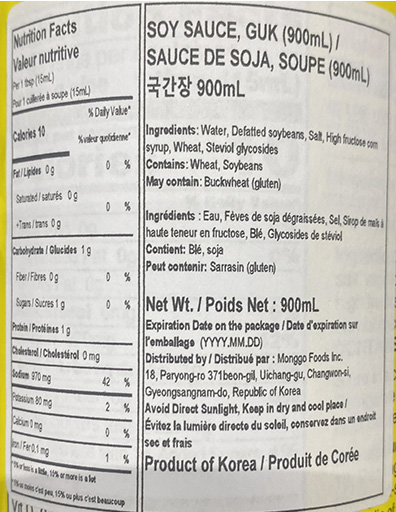 Nutrition Facts
Valeur nutritive
Per 1 tbsp (15mL)
Pour 1 cuillerée à soupe (15mL)
% Daily Value*
Calories 10
% valeur quotidienne*
Fat / Lipides 0 g 0 %
Saturated / saturés 0 g
0 %
+Trans / trans 0 g
Carbohydrate / Glucides 1 g
Fiber / Fibres 0 g 0 %
Sugars / Sucres 1 g 0 %
Protein / Protéines 1 g
Cholesterol / Cholestérol 0 mg
Sodium 970 mg 42 %
Potassium 80 mg 2 %
Calcium 0 mg 0 %
Iron / Fer 0.1 mg 1 %
*5% or less is a little, 15% or more is a lot
*5% ou moins c'est peu, 15% ou plus c'est beaucoup
SOY SAUCE, GUK (900mL) /
SAUCE DE SOJA, SOUPE (900mL)
국간장 900mL
Ingredients: Water, Defatted soybeans, Salt, High fructose corn
syrup, Wheat, Steviol glycosides
Contains: Wheat, Soybeans
May contain: Buckwheat (gluten)
Ingrédients : Eau, Fèves de soja dégraissées, Sel, Sirop de maïs à
haute teneur en fructose, Blé, Glycosides de stéviol
Contient: Blé, soja
Peut contenir: Sarrasin (gluten)
Net Wt. / Poids Net : 900mL
Expiration Date on the package / Date d'expiration sur
l'emballage (YYYY.MM.DD)
Distributed by / Distribué par : Monggo Foods Inc.
18, Paryong-ro 371beon-gil, Uichang-gu, Changwon-si,
Gyeongsangnam-do, Republic of Korea
Avoid Direct Sunlight, Keep in dry and cool place /
Évitez la lumière directe du soleil, conservez dans un endroit
sec et frais
Product of Korea / Produit de Corée